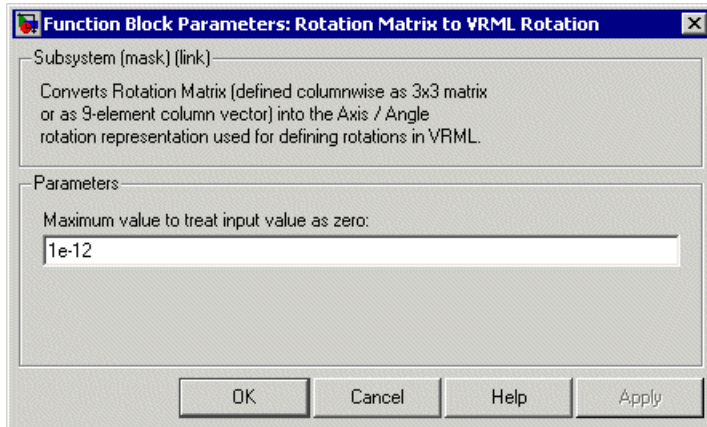 Function Block Parameters: Rotation Matrix to VRML Rotation
Subsystem (mask) (link)
Converts Rotation Matrix (defined columnwise as 3x3 matrix
or as 9-element column vector) into the Axis / Angle
rotation representation used for defining rotations in VRML.
Parameters
Maximum value to treat input value as zero:
1e-12
OK Cancel Help Apply